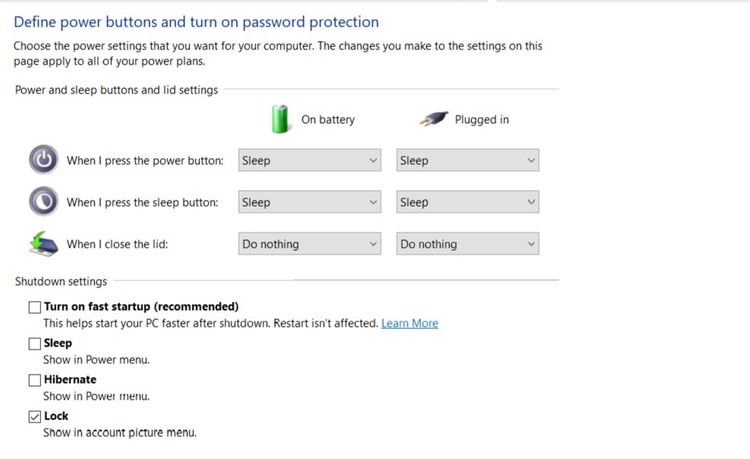 Define power buttons and turn on password protection
Choose the power settings that you want for your computer. The changes you make to the settings on this
page apply to all of your power plans.
Power and sleep buttons and lid settings
On battery Plugged in
When I press the power button: Sleep Sleep
When I press the sleep button: Sleep Sleep
When I close the lid: Do nothing Do nothing
Shutdown settings
Turn on fast startup (recommended)
This helps start your PC faster after shutdown. Restart isn't affected. Learn More
Sleep
Show in Power menu.
Hibernate
Show in Power menu.
Lock
Show in account picture menu.